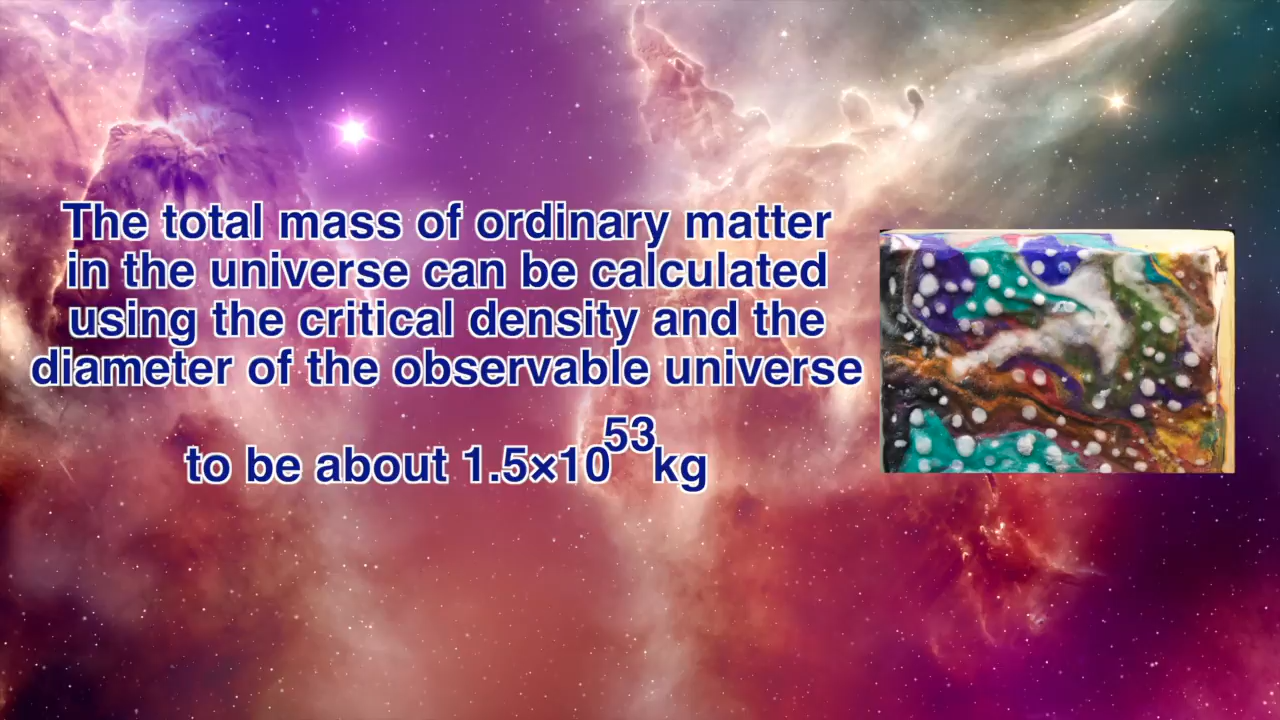 The total mass of ordinary matter
in the universe can be calculated
using the critical density and the
diameter of the observable universe
to be about 1.5×10⁵³kg